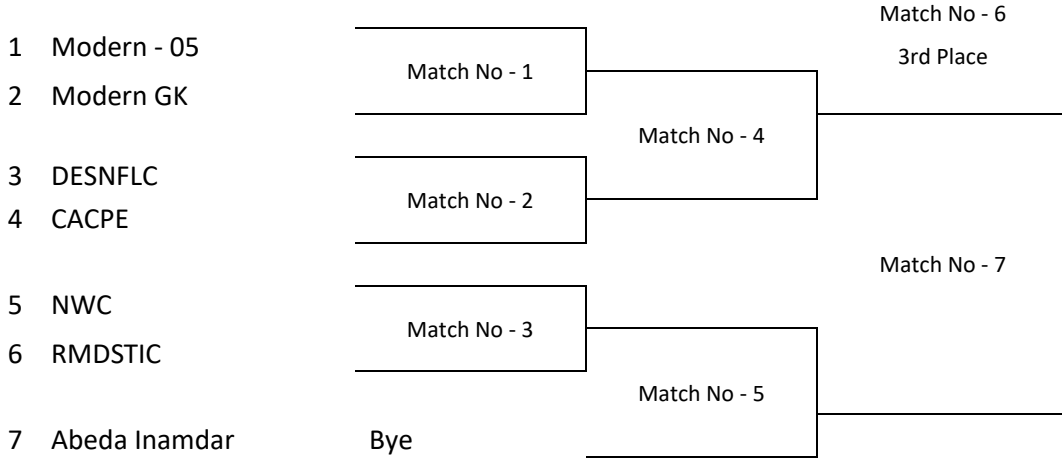 Match No - 6
1 Modern - 05
3rd Place
Match No - 1
2 Modern GK
Match No - 4
3 DESNFLC
Match No - 2
4 CACPE
Match No - 7
5 NWC
Match No - 3
6 RMDSTIC
Match No - 5
7 Abeda Inamdar Bye